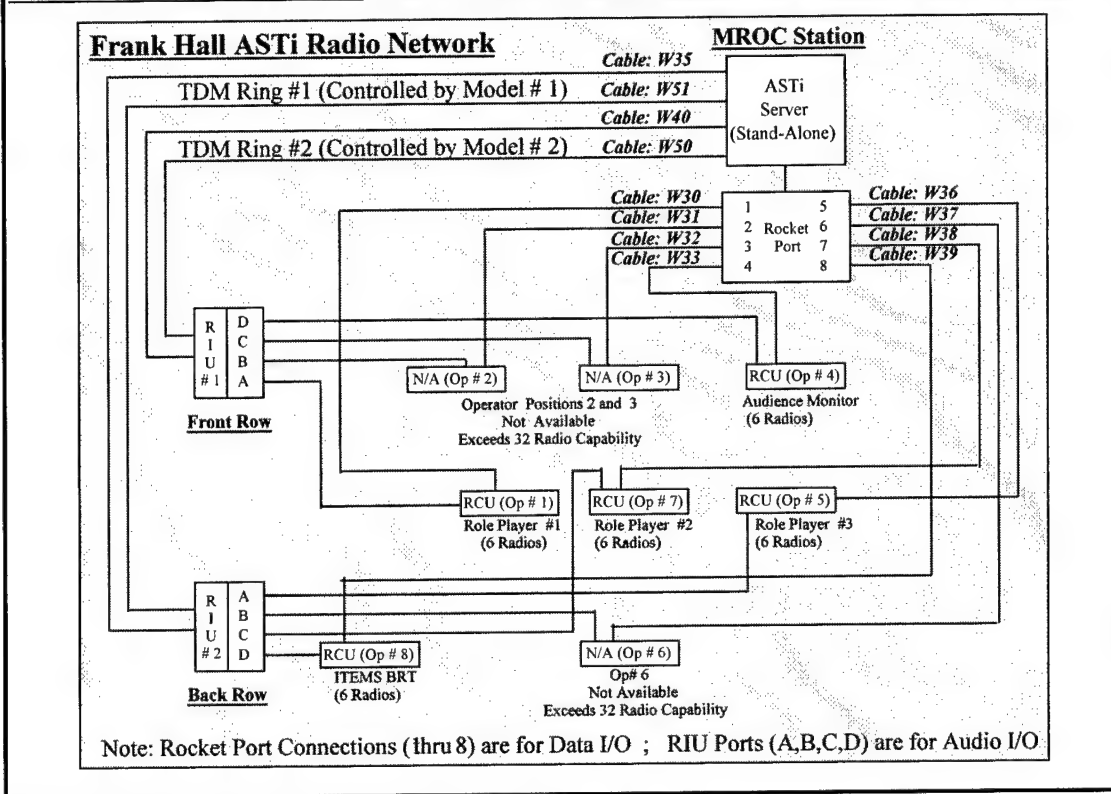 Frank Hall ASTi Radio Network
MROC Station
Cable: W35
TDM Ring #1 (Controlled by Model # 1)
Cable: W51
Cable: W40
TDM Ring #2 (Controlled by Model # 2)
Cable: W50
ASTi
Server
(Stand-Alone)
Cable: W30
Cable: W31
Cable: W32
Cable: W33
1 5
2 Rocket 6
3 Port 7
4 8
Cable: W36
Cable: W37
Cable: W38
Cable: W39
R
I
U
# 1
D
C
B
A
Front Row
N/A (Op # 2)
N/A (Op # 3)
RCU (Op # 4)
Operator Positions 2 and 3
Not Available
Exceeds 32 Radio Capability
Audience Monitor
(6 Radios)
RCU (Op # 1)
Role Player #1
(6 Radios)
RCU (Op # 7)
Role Player #2
(6 Radios)
RCU (Op # 5)
Role Player #3
(6 Radios)
R
I
U
# 2
A
B
C
D
Back Row
RCU (Op # 8)
ITEMS BRT
(6 Radios)
N/A (Op # 6)
Op# 6
Not Available
Exceeds 32 Radio Capability
Note: Rocket Port Connections (1hru 8) are for Data I/O ; RIU Ports (A,B,C,D) are for Audio I/O